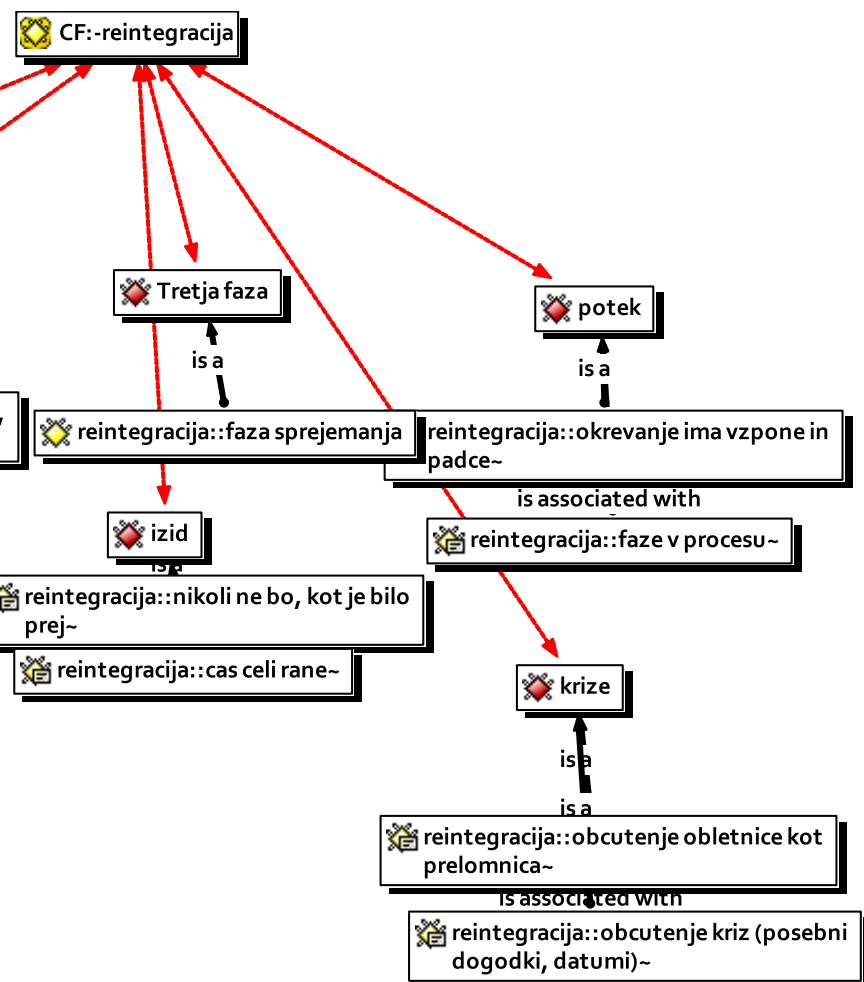 CF:-reintegracija
Tretja faza
potek
is a
is a
reintegracija::faza sprejemanja
reintegracija::okrevanje ima vzpone in
padce~
is associated with
izid
reintegracija::faze v procesu~
is a
reintegracija::nikoli ne bo, kot je bilo
prej~
reintegracija::cas celi rane~
krize
is a
is a
reintegracija::obcutenje obletnice kot
prelomnica~
is associated with
reintegracija::obcutenje kriz (posebni
dogodki, datumi)~